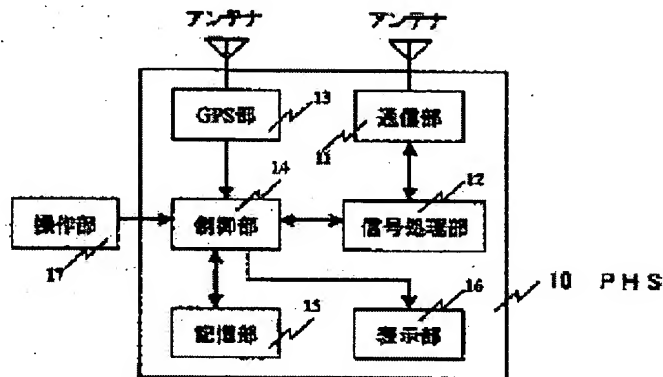 アンテナ アンテナ
GPS部 13 通信部
11
14 12
操作部 制御部 信号処理部
17
16 10 PHS
15
記憶部 表示部